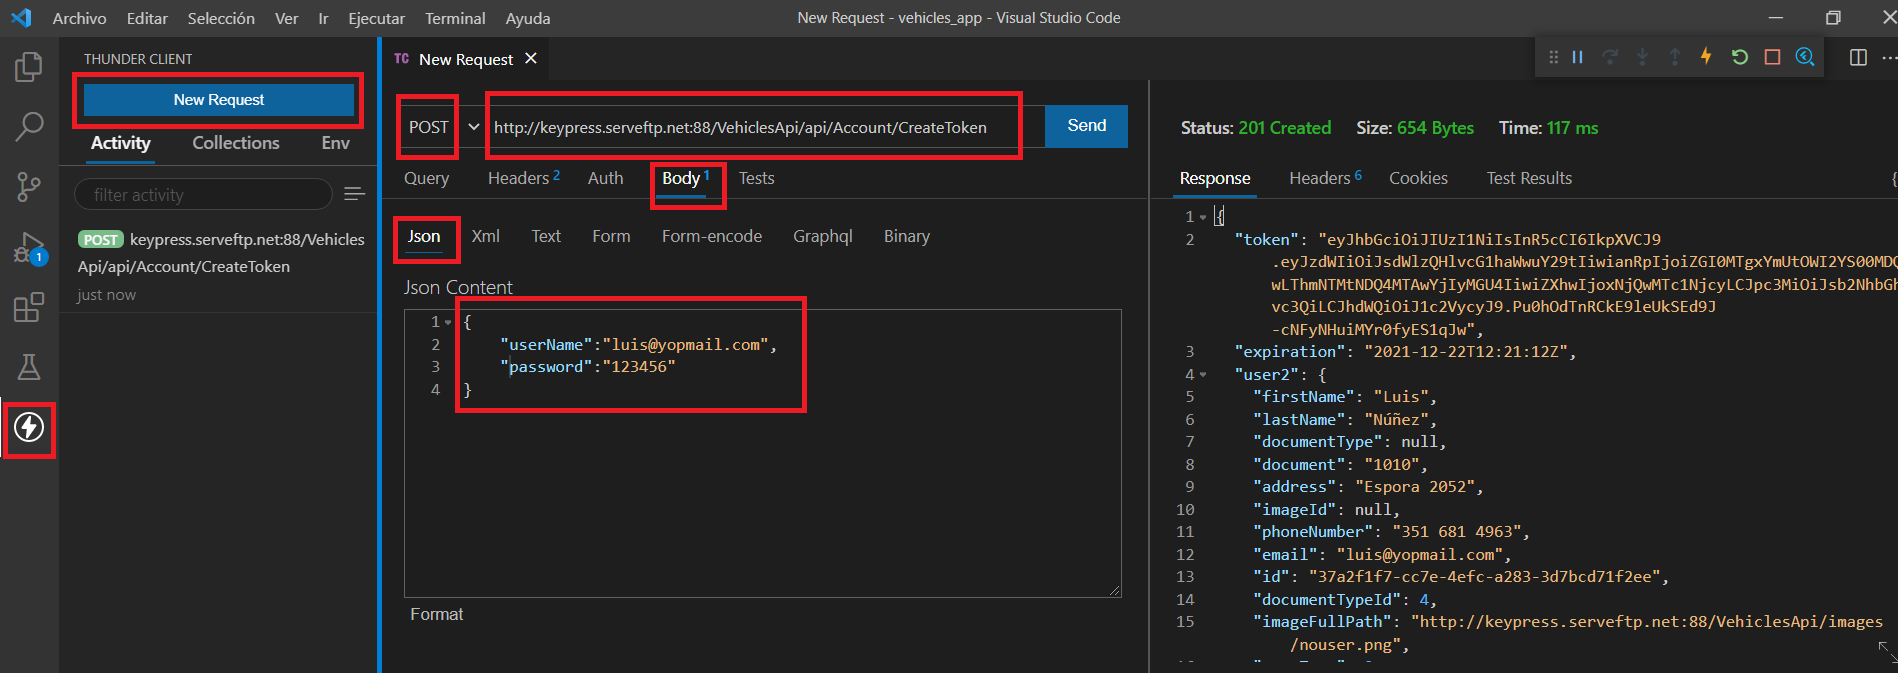 Archivo Editar Selección Ver Ir Ejecutar Terminal Ayuda
New Request - vehicles_app - Visual Studio Code
THUNDER CLIENT
New Request
Activity Collections Env
filter activity
POST keypress.serveftp.net:88/Vehicles
Api/api/Account/CreateToken
just now
1
TC New Request
POST http://keypress.serveftp.net:88/VehiclesApi/api/Account/CreateToken Send
Query Headers 2 Auth Body 1 Tests
Json Xml Text Form Form-encode Graphql Binary
Json Content
1 {
2 "userName":"luis@yopmail.com",
3 "password":"123456"
4 }
Format
Status: 201 Created Size: 654 Bytes Time: 117 ms
Response Headers 6 Cookies Test Results {
1 {
2 "token": "eyJhbGciOiJIUzI1NiIsInR5cCI6IkpXVCJ9
.eyJzdWIiOiJsdWlzQHlvcG1haWwuY29tIiwianRpIjoiZGI0MTgxYmUtOWI2YS00MDQ
wLThmNTMtNDQ4MTAwYjIyMGU4IiwiZXhwIjoxNjQwMTc1NjcyLCJpc3MiOiJsb2NhbGh
vc3QiLCJhdWQiOiJ1c2VycyJ9.Pu0hOdTnRCkE9leUkSEd9J
-cNFyNHuiMYr0fyES1qJw",
3 "expiration": "2021-12-22T12:21:12Z",
4 "user2": {
5 "firstName": "Luis",
6 "lastName": "Núñez",
7 "documentType": null,
8 "document": "1010",
9 "address": "Espora 2052",
10 "imageId": null,
11 "phoneNumber": "351 681 4963",
12 "email": "luis@yopmail.com",
13 "id": "37a2f1f7-cc7e-4efc-a283-3d7bcd71f2ee",
14 "documentTypeId": 4,
15 "imageFullPath": "http://keypress.serveftp.net:88/VehiclesApi/images
/nouser.png",